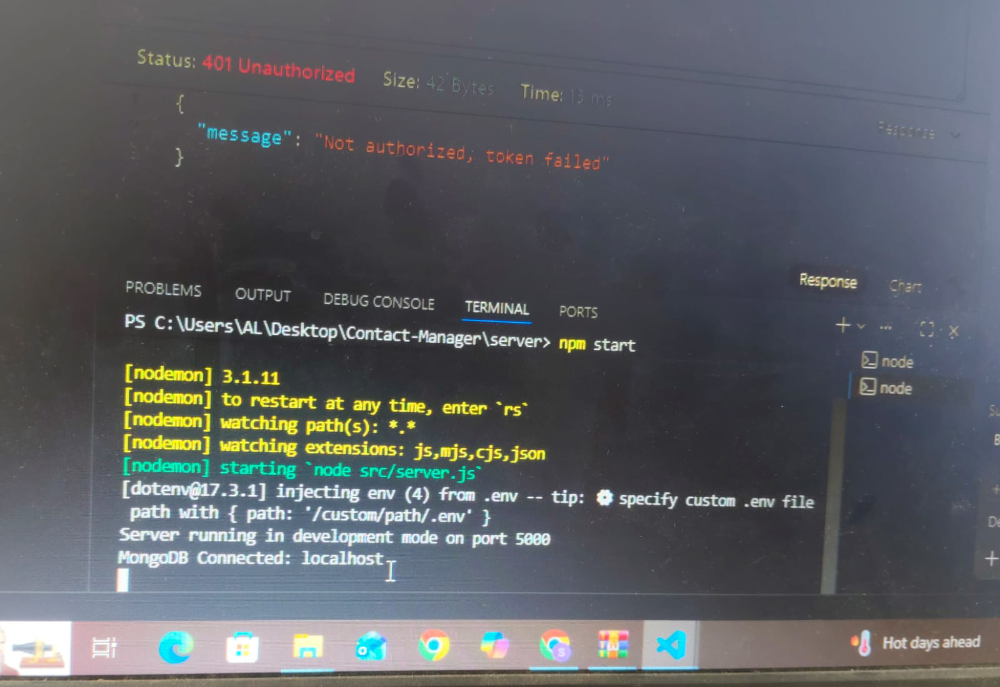 Status: 401 Unauthorized Size: 42 Bytes Time: 13 ms
Response
{
"message": "Not authorized, token failed"
}
Response Chart
PROBLEMS OUTPUT DEBUG CONSOLE TERMINAL PORTS
PS C:\Users\AL\Desktop\Contact-Manager\server> npm start
[nodemon] 3.1.11
[nodemon] to restart at any time, enter `rs`
[nodemon] watching path(s): *.*
[nodemon] watching extensions: js,mjs,cjs,json
[nodemon] starting `node src/server.js`
[dotenv@17.3.1] injecting env (4) from .env -- tip: ⚙ specify custom .env file
path with { path: '/custom/path/.env' }
Server running in development mode on port 5000
MongoDB Connected: localhost
node
node
Hot days ahead